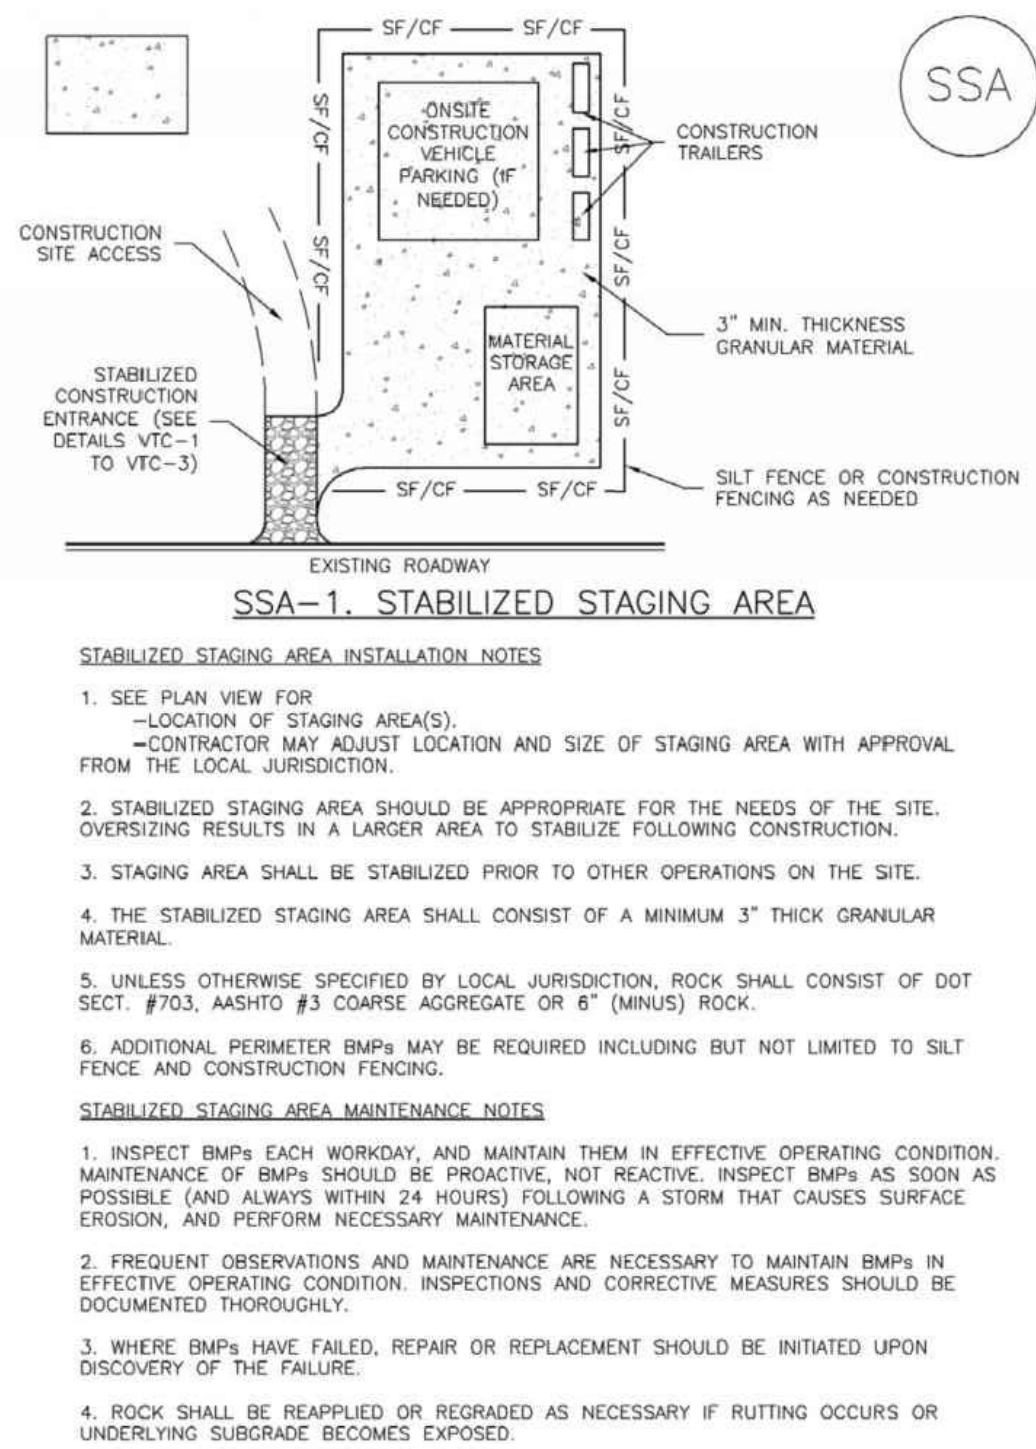 SF/CF SF/CF
SSA
SF/CF
SF/CF
ONSITE
CONSTRUCTION
VEHICLE
PARKING (IF
NEEDED)
CONSTRUCTION
TRAILERS
CONSTRUCTION
SITE ACCESS
SF/CF
SF/CF
3" MIN. THICKNESS
GRANULAR MATERIAL
MATERIAL
STORAGE
AREA
STABILIZED
CONSTRUCTION
ENTRANCE (SEE
DETAILS VTC-1
TO VTC-3)
SF/CF
SILT FENCE OR CONSTRUCTION
FENCING AS NEEDED
SF/CF SF/CF
EXISTING ROADWAY
SSA-1. STABILIZED STAGING AREA
STABILIZED STAGING AREA INSTALLATION NOTES
1. SEE PLAN VIEW FOR
-LOCATION OF STAGING AREA(S).
-CONTRACTOR MAY ADJUST LOCATION AND SIZE OF STAGING AREA WITH APPROVAL
FROM THE LOCAL JURISDICTION.
2. STABILIZED STAGING AREA SHOULD BE APPROPRIATE FOR THE NEEDS OF THE SITE.
OVERSIZING RESULTS IN A LARGER AREA TO STABILIZE FOLLOWING CONSTRUCTION.
3. STAGING AREA SHALL BE STABILIZED PRIOR TO OTHER OPERATIONS ON THE SITE.
4. THE STABILIZED STAGING AREA SHALL CONSIST OF A MINIMUM 3" THICK GRANULAR
MATERIAL.
5. UNLESS OTHERWISE SPECIFIED BY LOCAL JURISDICTION, ROCK SHALL CONSIST OF DOT
SECT. #703, AASHTO #3 COARSE AGGREGATE OR 6" (MINUS) ROCK.
6. ADDITIONAL PERIMETER BMPs MAY BE REQUIRED INCLUDING BUT NOT LIMITED TO SILT
FENCE AND CONSTRUCTION FENCING.
STABILIZED STAGING AREA MAINTENANCE NOTES
1. INSPECT BMPs EACH WORKDAY, AND MAINTAIN THEM IN EFFECTIVE OPERATING CONDITION.
MAINTENANCE OF BMPs SHOULD BE PROACTIVE, NOT REACTIVE. INSPECT BMPs AS SOON AS
POSSIBLE (AND ALWAYS WITHIN 24 HOURS) FOLLOWING A STORM THAT CAUSES SURFACE
EROSION, AND PERFORM NECESSARY MAINTENANCE.
2. FREQUENT OBSERVATIONS AND MAINTENANCE ARE NECESSARY TO MAINTAIN BMPs IN
EFFECTIVE OPERATING CONDITION. INSPECTIONS AND CORRECTIVE MEASURES SHOULD BE
DOCUMENTED THOROUGHLY.
3. WHERE BMPs HAVE FAILED, REPAIR OR REPLACEMENT SHOULD BE INITIATED UPON
DISCOVERY OF THE FAILURE.
4. ROCK SHALL BE REAPPLIED OR REGRADED AS NECESSARY IF RUTTING OCCURS OR
UNDERLYING SUBGRADE BECOMES EXPOSED.